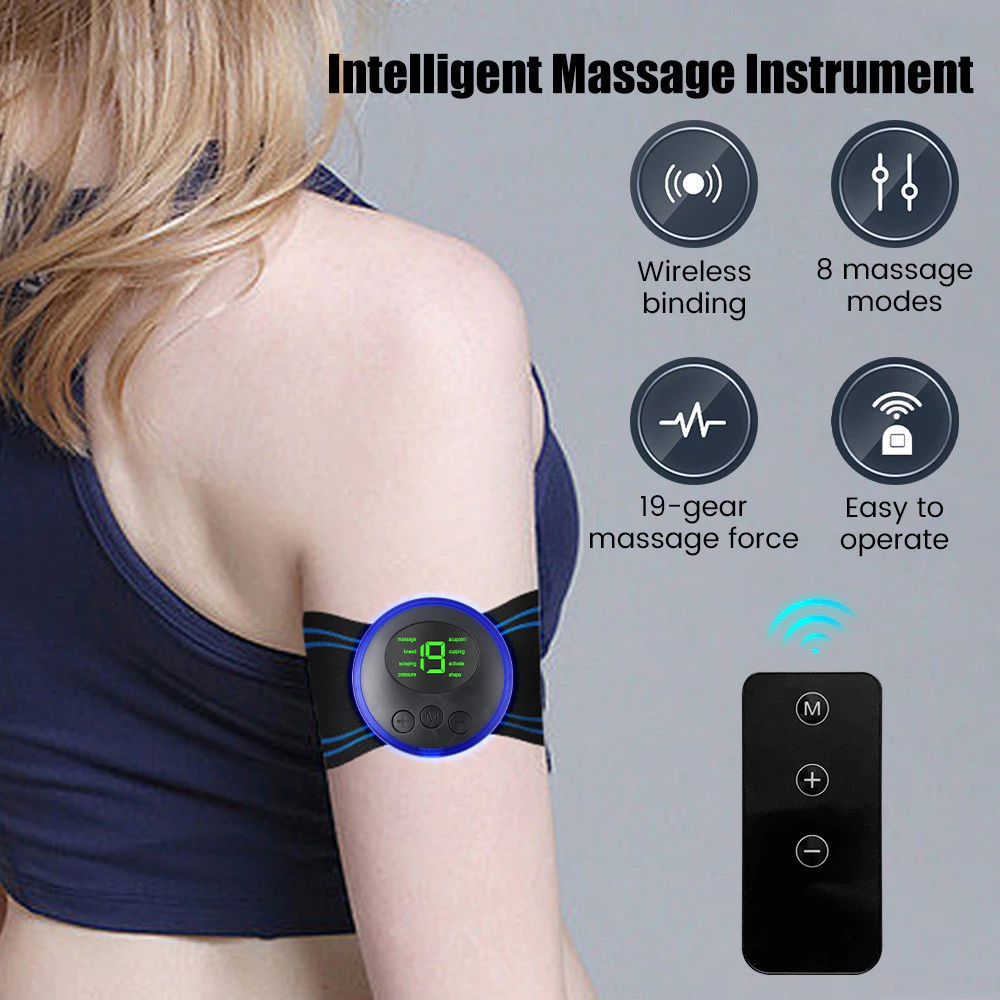 Intelligent Massage Instrument
Wireless
binding
8 massage
modes
19-gear
massage force
Easy to
operate
massage
knead
scraping
pressure
19
acupoint
cupping
activate
shape
M
M